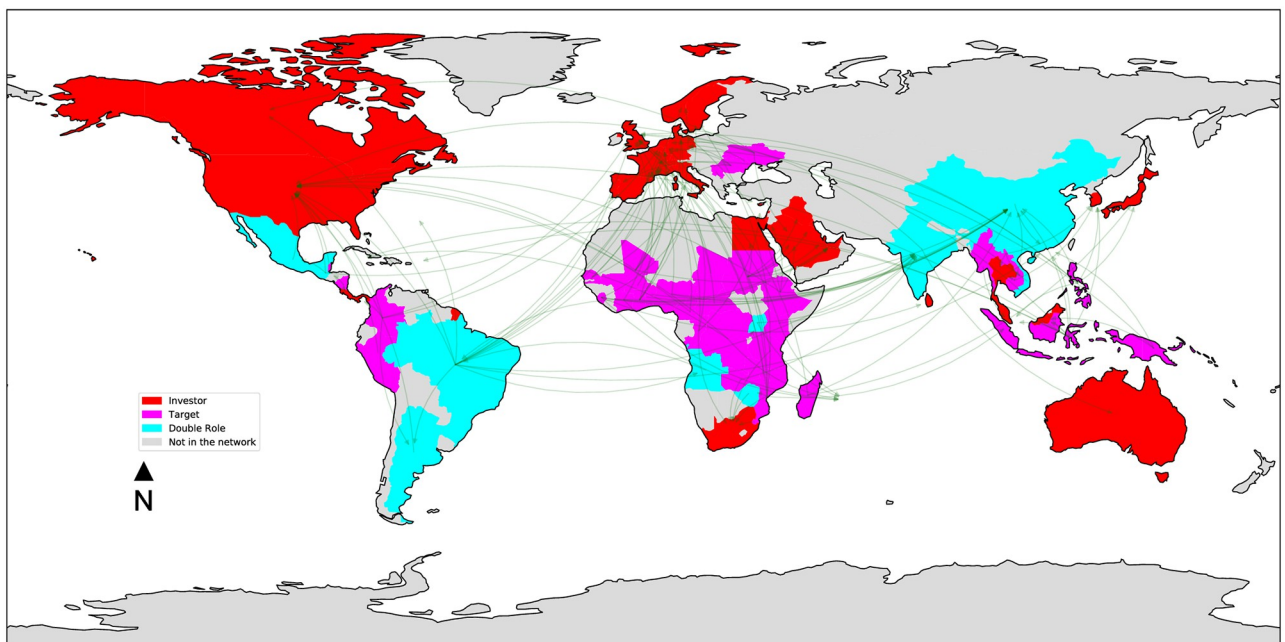 Investor
Target
Double Role
Not in the network
N